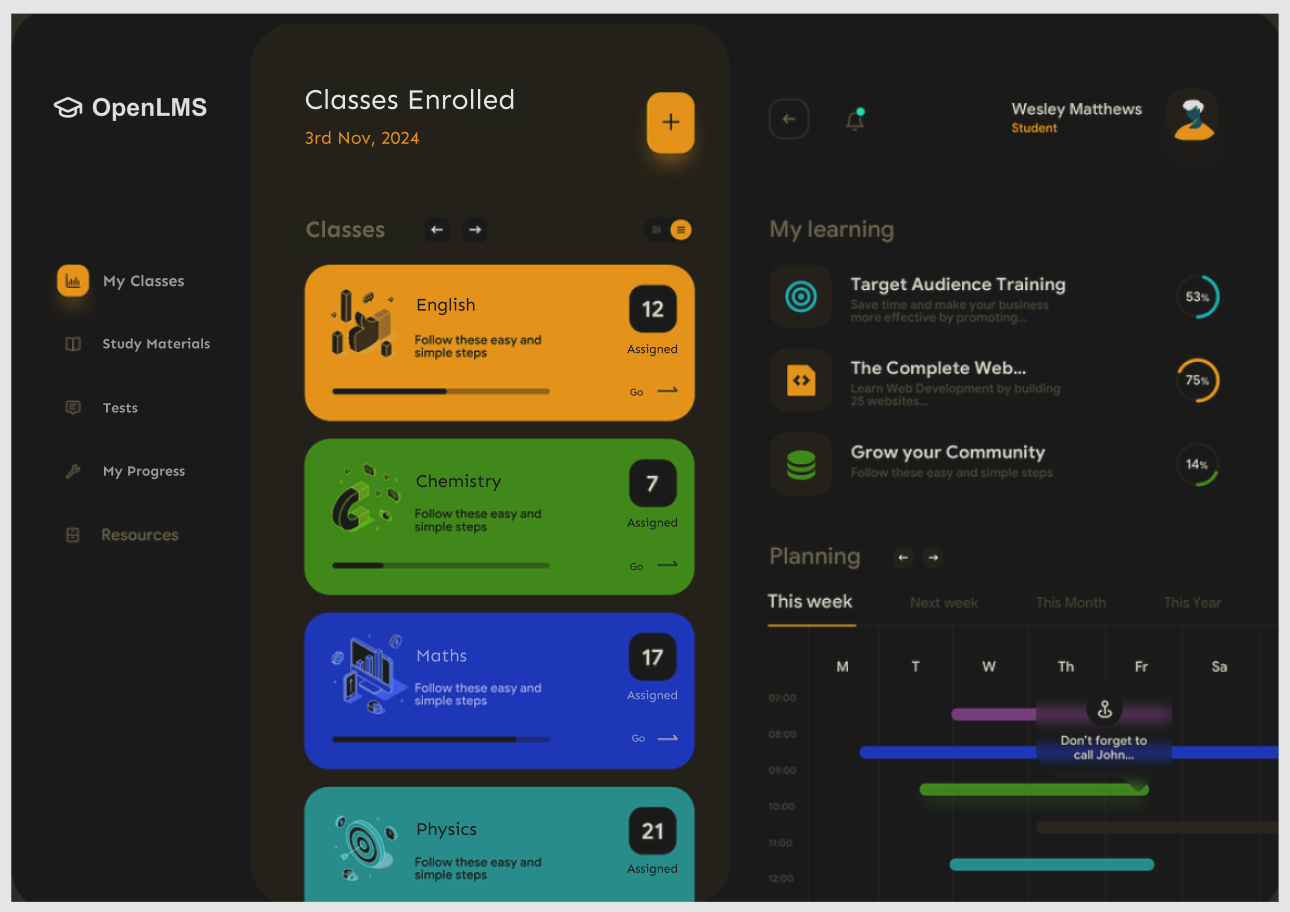 OpenLMS
My Classes
Study Materials
Tests
My Progress
Resources
Classes Enrolled
3rd Nov, 2024
Classes
English
Follow these easy and
simple steps
12
Assigned
Go
Chemistry
Follow these easy and
simple steps
7
Assigned
Go
Maths
Follow these easy and
simple steps
17
Assigned
Go
Physics
Follow these easy and
simple steps
21
Assigned
Wesley Matthews
Student
My learning
Target Audience Training
Save time and make your business
more effective by promoting...
53%
The Complete Web...
Learn Web Development by building
25 websites...
75%
Grow your Community
Follow these easy and simple steps
14%
Planning
This week Next week This Month This Year
M T W Th Fr Sa
07:00
08:00
Don't forget to
call John...
09:00
10:00
11:00
12:00